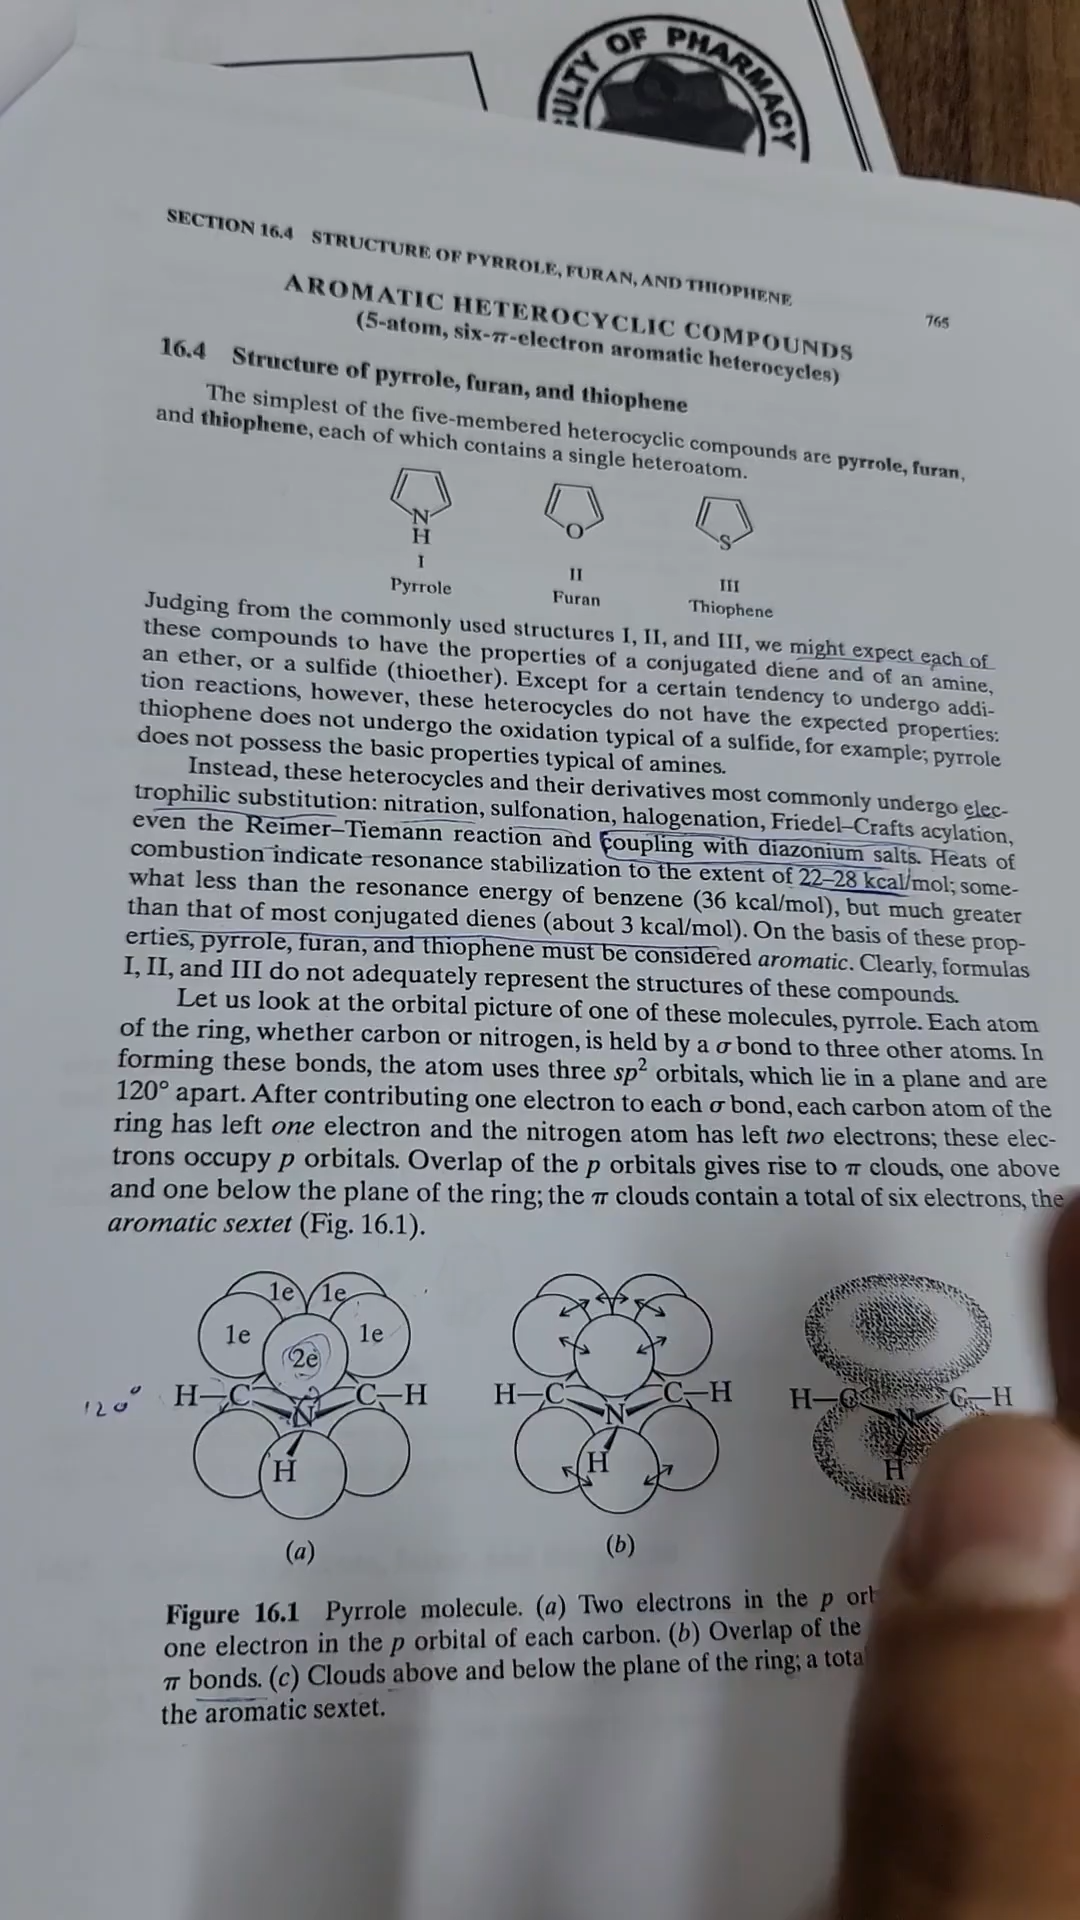 ULTY OF PHARMACY
SECTION 16.4 STRUCTURE OF PYRROLE, FURAN, AND THIOPHENE
765
AROMATIC HETEROCYCLIC COMPOUNDS
(5-atom, six-π-electron aromatic heterocycles)
16.4 Structure of pyrrole, furan, and thiophene
The simplest of the five-membered heterocyclic compounds are pyrrole, furan,
and thiophene, each of which contains a single heteroatom.
N
H
O
S
I
II
III
Pyrrole
Furan
Thiophene
Judging from the commonly used structures I, II, and III, we might expect each of
these compounds to have the properties of a conjugated diene and of an amine,
an ether, or a sulfide (thioether). Except for a certain tendency to undergo addi-
tion reactions, however, these heterocycles do not have the expected properties:
thiophene does not undergo the oxidation typical of a sulfide, for example; pyrrole
does not possess the basic properties typical of amines.
Instead, these heterocycles and their derivatives most commonly undergo elec-
trophilic substitution: nitration, sulfonation, halogenation, Friedel–Crafts acylation,
even the Reimer–Tiemann reaction and coupling with diazonium salts. Heats of
combustion indicate resonance stabilization to the extent of 22–28 kcal/mol; some-
what less than the resonance energy of benzene (36 kcal/mol), but much greater
than that of most conjugated dienes (about 3 kcal/mol). On the basis of these prop-
erties, pyrrole, furan, and thiophene must be considered aromatic. Clearly, formulas
I, II, and III do not adequately represent the structures of these compounds.
Let us look at the orbital picture of one of these molecules, pyrrole. Each atom
of the ring, whether carbon or nitrogen, is held by a σ bond to three other atoms. In
forming these bonds, the atom uses three sp² orbitals, which lie in a plane and are
120° apart. After contributing one electron to each σ bond, each carbon atom of the
ring has left one electron and the nitrogen atom has left two electrons; these elec-
trons occupy p orbitals. Overlap of the p orbitals gives rise to π clouds, one above
and one below the plane of the ring; the π clouds contain a total of six electrons, the
aromatic sextet (Fig. 16.1).
1e 1e
1e 1e
2e
120°
H–C C–H
N
H
H–C C–H
N
H
H–C C–H
N
H
(a)
(b)
Figure 16.1 Pyrrole molecule. (a) Two electrons in the p orb
one electron in the p orbital of each carbon. (b) Overlap of the
π bonds. (c) Clouds above and below the plane of the ring; a tota
the aromatic sextet.